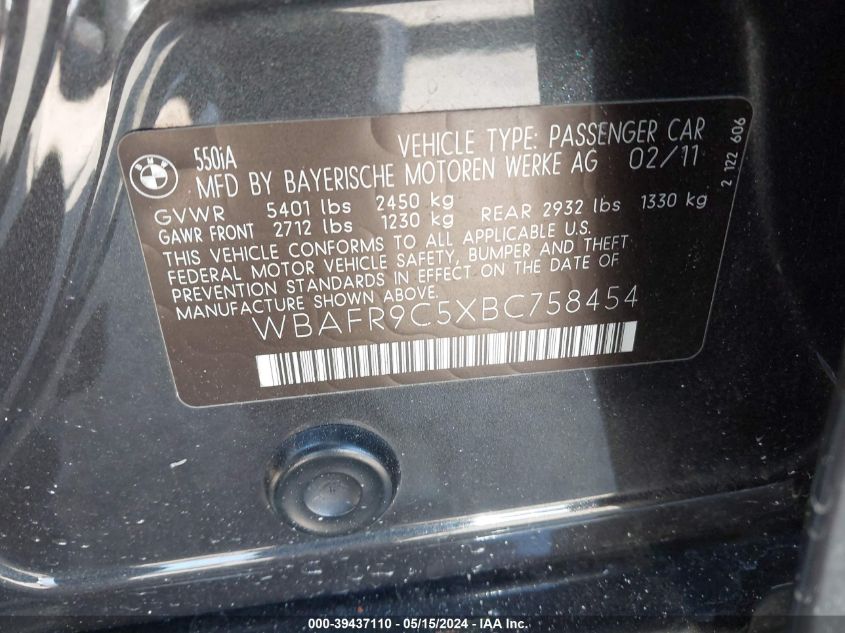 BMW
550iA
VEHICLE TYPE: PASSENGER CAR
MFD BY BAYERISCHE MOTOREN WERKE AG 02/11
GVWR 5401 lbs 2450 kg
GAWR FRONT 2712 lbs 1230 kg REAR 2932 lbs 1330 kg
THIS VEHICLE CONFORMS TO ALL APPLICABLE U.S.
FEDERAL MOTOR VEHICLE SAFETY, BUMPER AND THEFT
PREVENTION STANDARDS IN EFFECT ON THE DATE OF
MANUFACTURE SHOWN ABOVE.
WBAFR9C5XBC758454
2 122 606
000-39437110 - 05/15/2024 - IAA Inc.